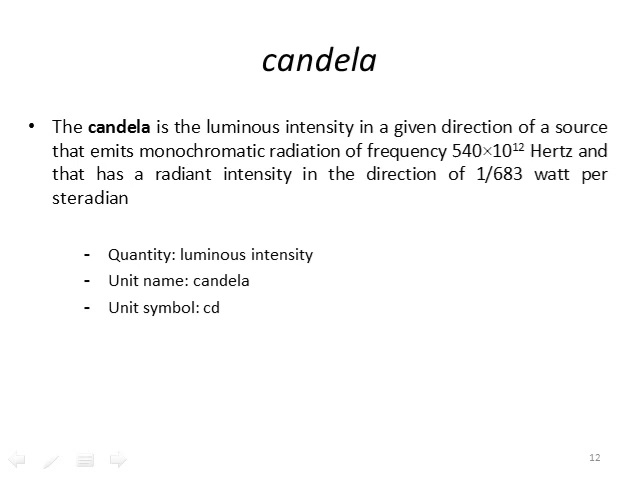 candela
• The candela is the luminous intensity in a given direction of a source
that emits monochromatic radiation of frequency 540×10¹² Hertz and
that has a radiant intensity in the direction of 1/683 watt per
steradian
- Quantity: luminous intensity
- Unit name: candela
- Unit symbol: cd
12